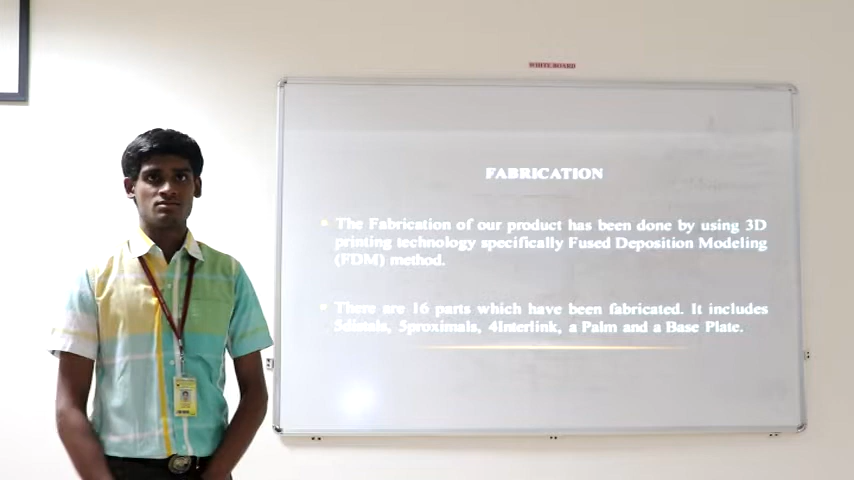 WHITE BOARD
FABRICATION
The Fabrication of our product has been done by using 3D
printing technology specifically Fused Deposition Modeling
(FDM) method.
There are 16 parts which have been fabricated. It includes
5distals, 5proximals, 4Interlink, a Palm and a Base Plate.